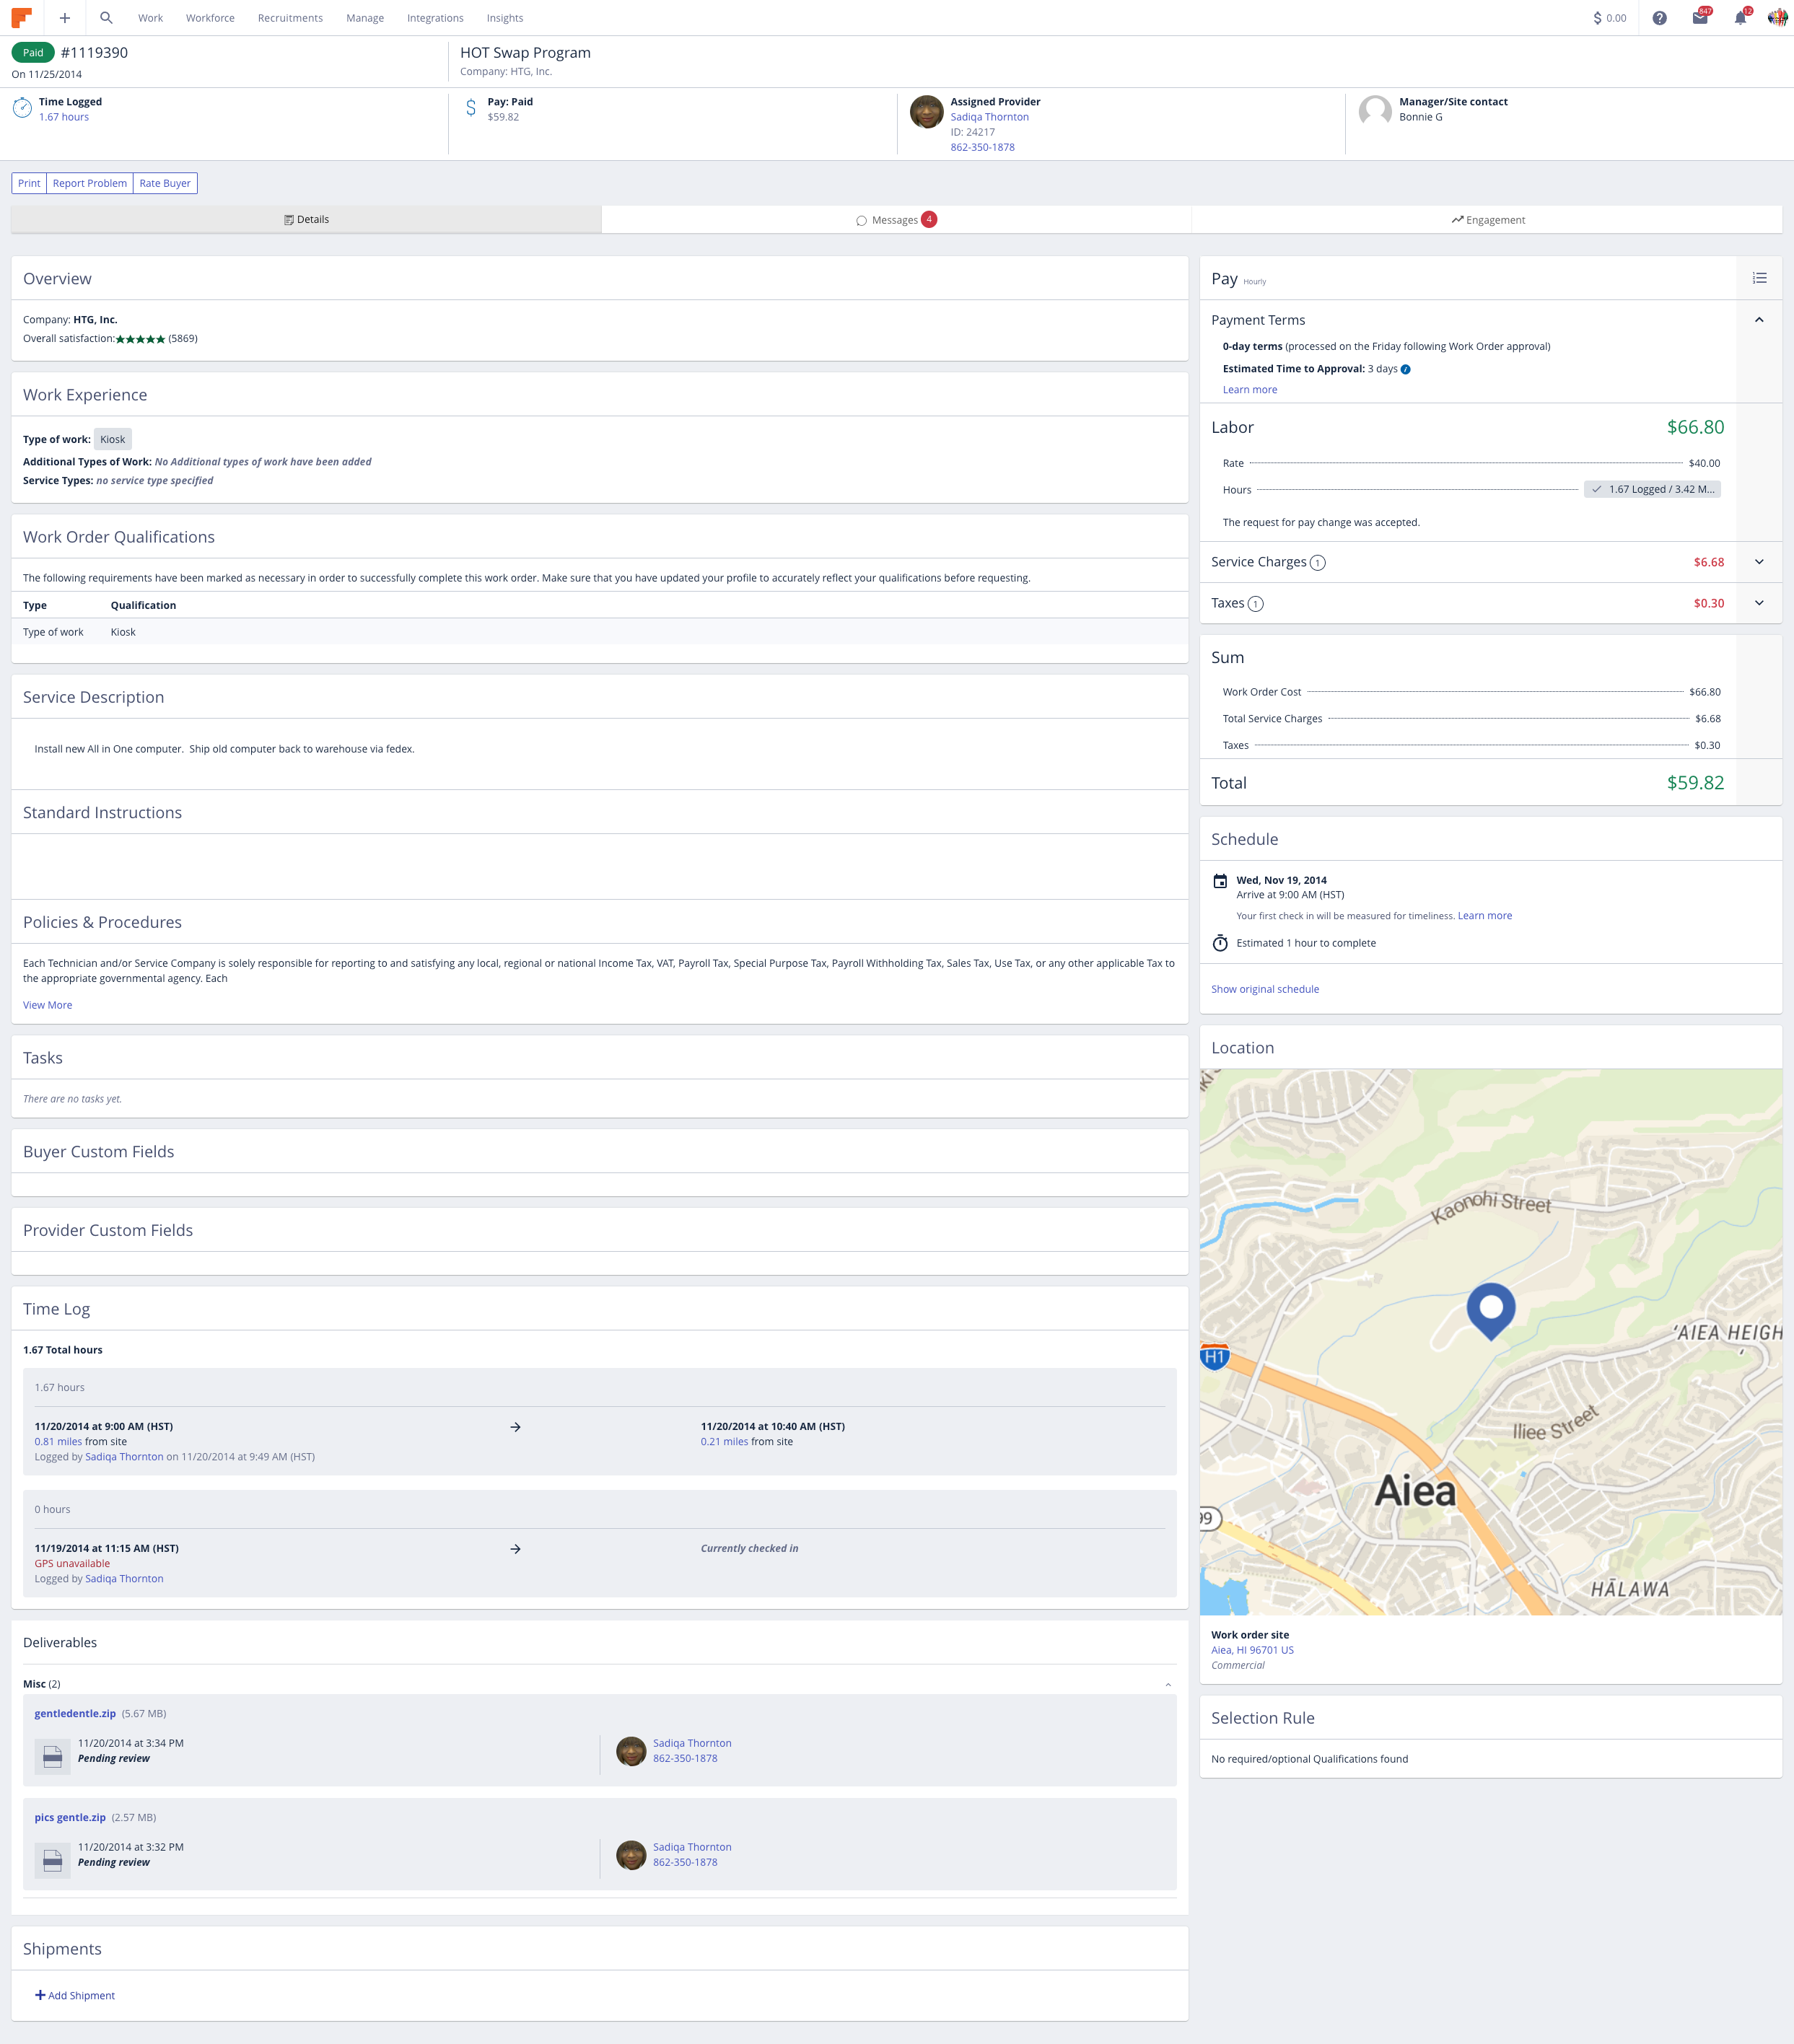 Work Workforce Recruitments Manage Integrations Insights $ 0.00 847 12
Paid #1119390
On 11/25/2014
HOT Swap Program
Company: HTG, Inc.
Time Logged
1.67 hours
Pay: Paid
$59.82
Assigned Provider
Sadiqa Thornton
ID: 24217
862-350-1878
Manager/Site contact
Bonnie G
Print Report Problem Rate Buyer
Details Messages 4 Engagement
Overview
Company: HTG, Inc.
Overall satisfaction:★★★★★ (5869)
Work Experience
Type of work: Kiosk
Additional Types of Work: No Additional types of work have been added
Service Types: no service type specified
Work Order Qualifications
The following requirements have been marked as necessary in order to successfully complete this work order. Make sure that you have updated your profile to accurately reflect your qualifications before requesting.
Type Qualification
Type of work Kiosk
Service Description
Install new All in One computer. Ship old computer back to warehouse via fedex.
Standard Instructions
Policies & Procedures
Each Technician and/or Service Company is solely responsible for reporting to and satisfying any local, regional or national Income Tax, VAT, Payroll Tax, Special Purpose Tax, Payroll Withholding Tax, Sales Tax, Use Tax, or any other applicable Tax to
the appropriate governmental agency. Each
View More
Tasks
There are no tasks yet.
Buyer Custom Fields
Provider Custom Fields
Time Log
1.67 Total hours
1.67 hours
11/20/2014 at 9:00 AM (HST) → 11/20/2014 at 10:40 AM (HST)
0.81 miles from site 0.21 miles from site
Logged by Sadiqa Thornton on 11/20/2014 at 9:49 AM (HST)
0 hours
11/19/2014 at 11:15 AM (HST) → Currently checked in
GPS unavailable
Logged by Sadiqa Thornton
Deliverables
Misc (2)
gentledentle.zip (5.67 MB)
11/20/2014 at 3:34 PM Sadiqa Thornton
Pending review 862-350-1878
pics gentle.zip (2.57 MB)
11/20/2014 at 3:32 PM Sadiqa Thornton
Pending review 862-350-1878
Shipments
+ Add Shipment
Pay Hourly
Payment Terms
0-day terms (processed on the Friday following Work Order approval)
Estimated Time to Approval: 3 days
Learn more
Labor $66.80
Rate $40.00
Hours 1.67 Logged / 3.42 M...
The request for pay change was accepted.
Service Charges 1 $6.68
Taxes 1 $0.30
Sum
Work Order Cost $66.80
Total Service Charges $6.68
Taxes $0.30
Total $59.82
Schedule
Wed, Nov 19, 2014
Arrive at 9:00 AM (HST)
Your first check in will be measured for timeliness. Learn more
Estimated 1 hour to complete
Show original schedule
Location
Kaonohi Street
'AIEA HEIGH
H1
Iliee Street
Aiea
99
HĀLAWA
Work order site
Aiea, HI 96701 US
Commercial
Selection Rule
No required/optional Qualifications found